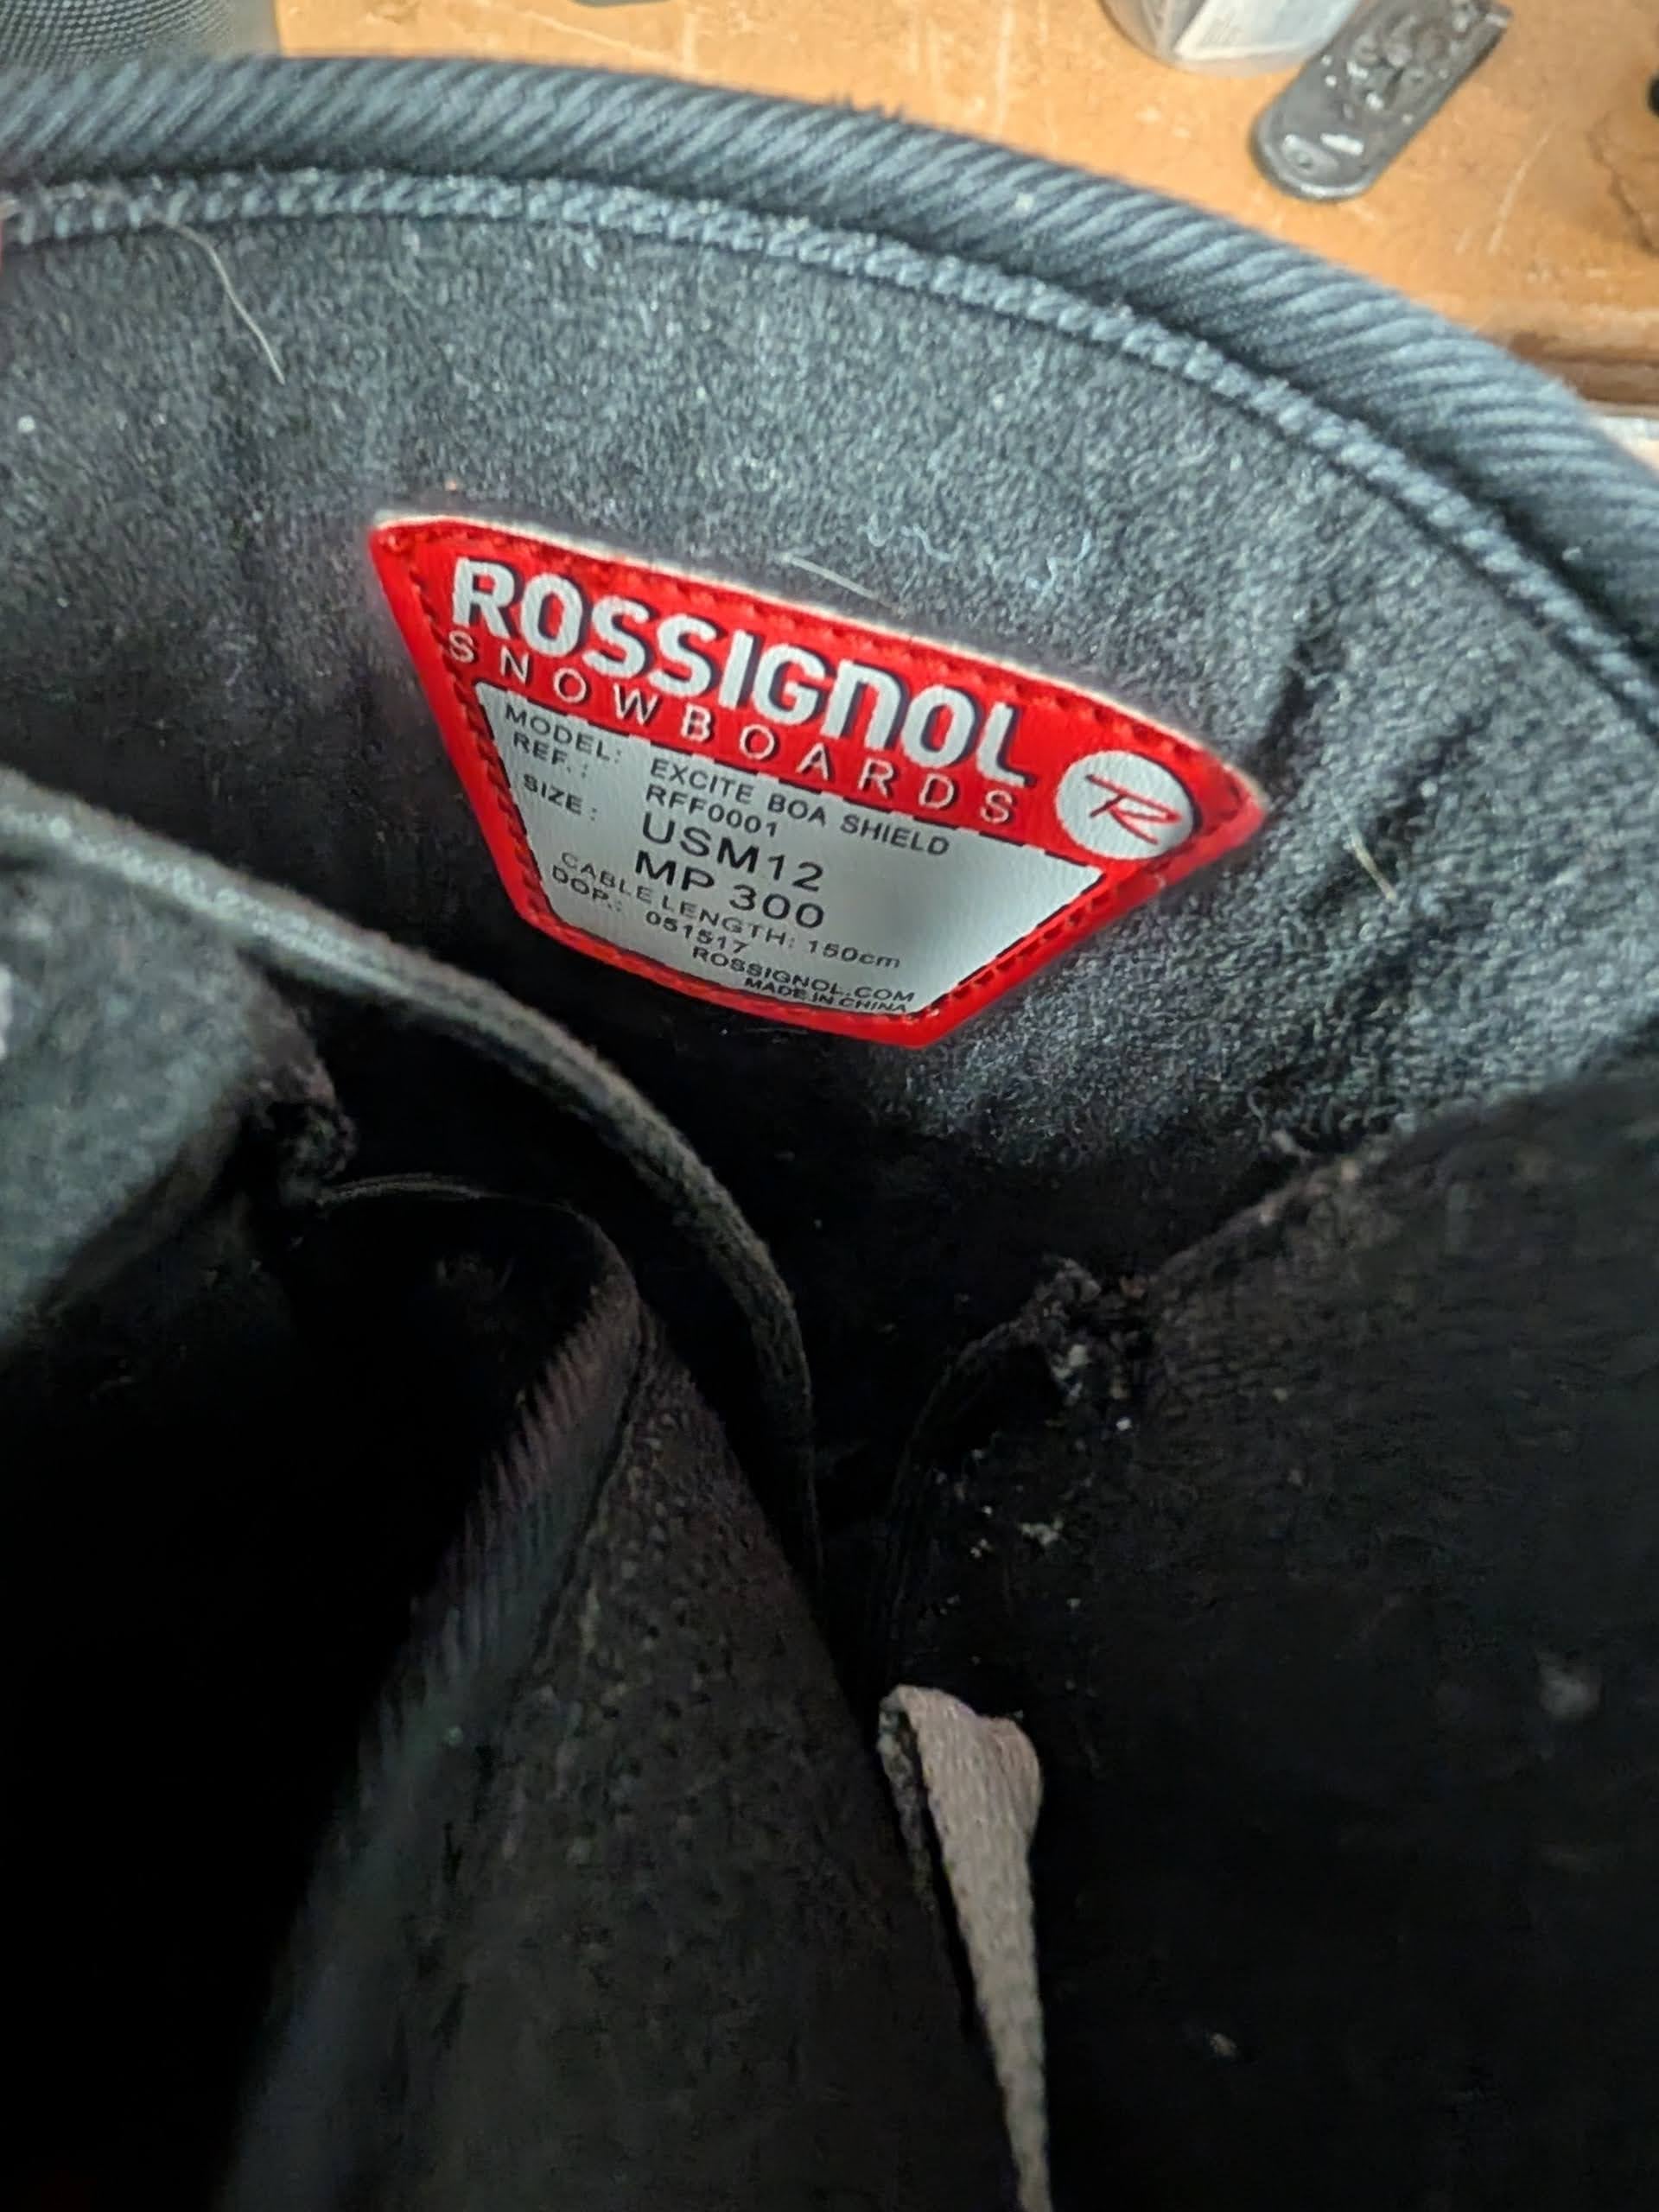 ROSSIGNOL
SNOWBOARDS
MODEL: EXCITE BOA SHIELD
REF.: RFF0001
SIZE: USM12
MP 300
CABLE LENGTH: 150cm
DOP.: 051517
ROSSIGNOL.COM
MADE IN CHINA